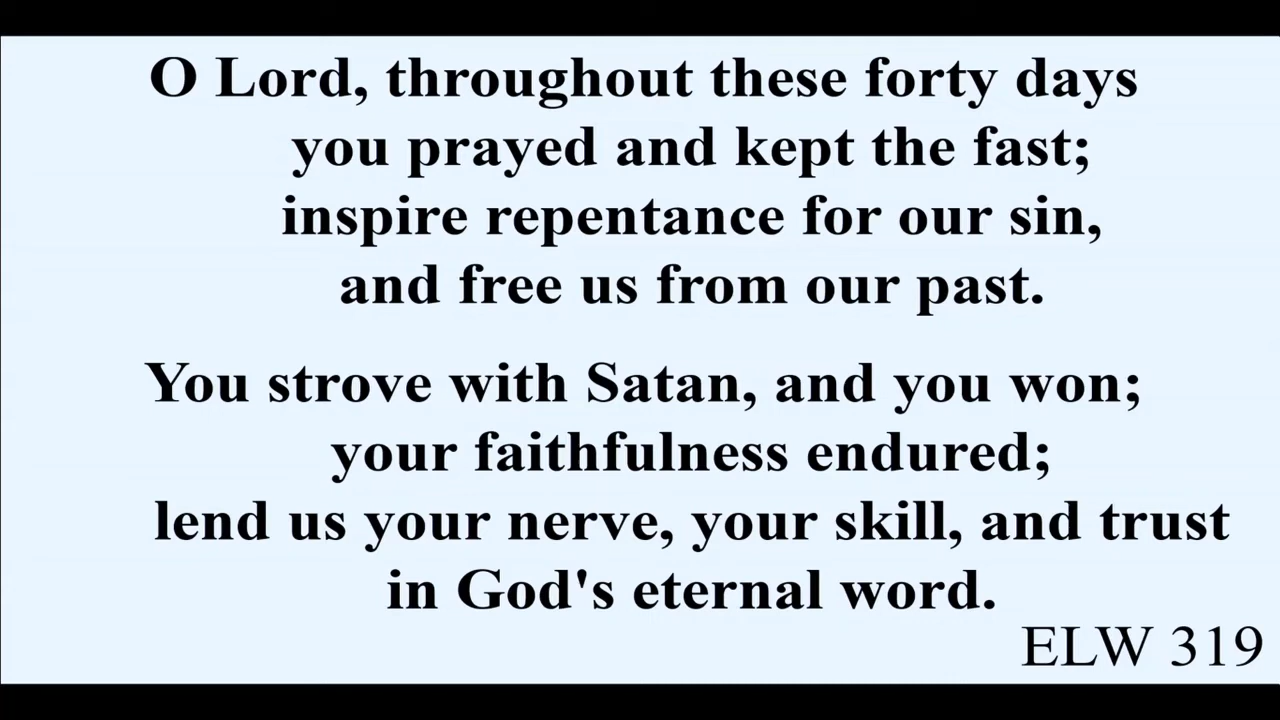 O Lord, throughout these forty days
you prayed and kept the fast;
inspire repentance for our sin,
and free us from our past.
You strove with Satan, and you won;
your faithfulness endured;
lend us your nerve, your skill, and trust
in God's eternal word.
ELW 319